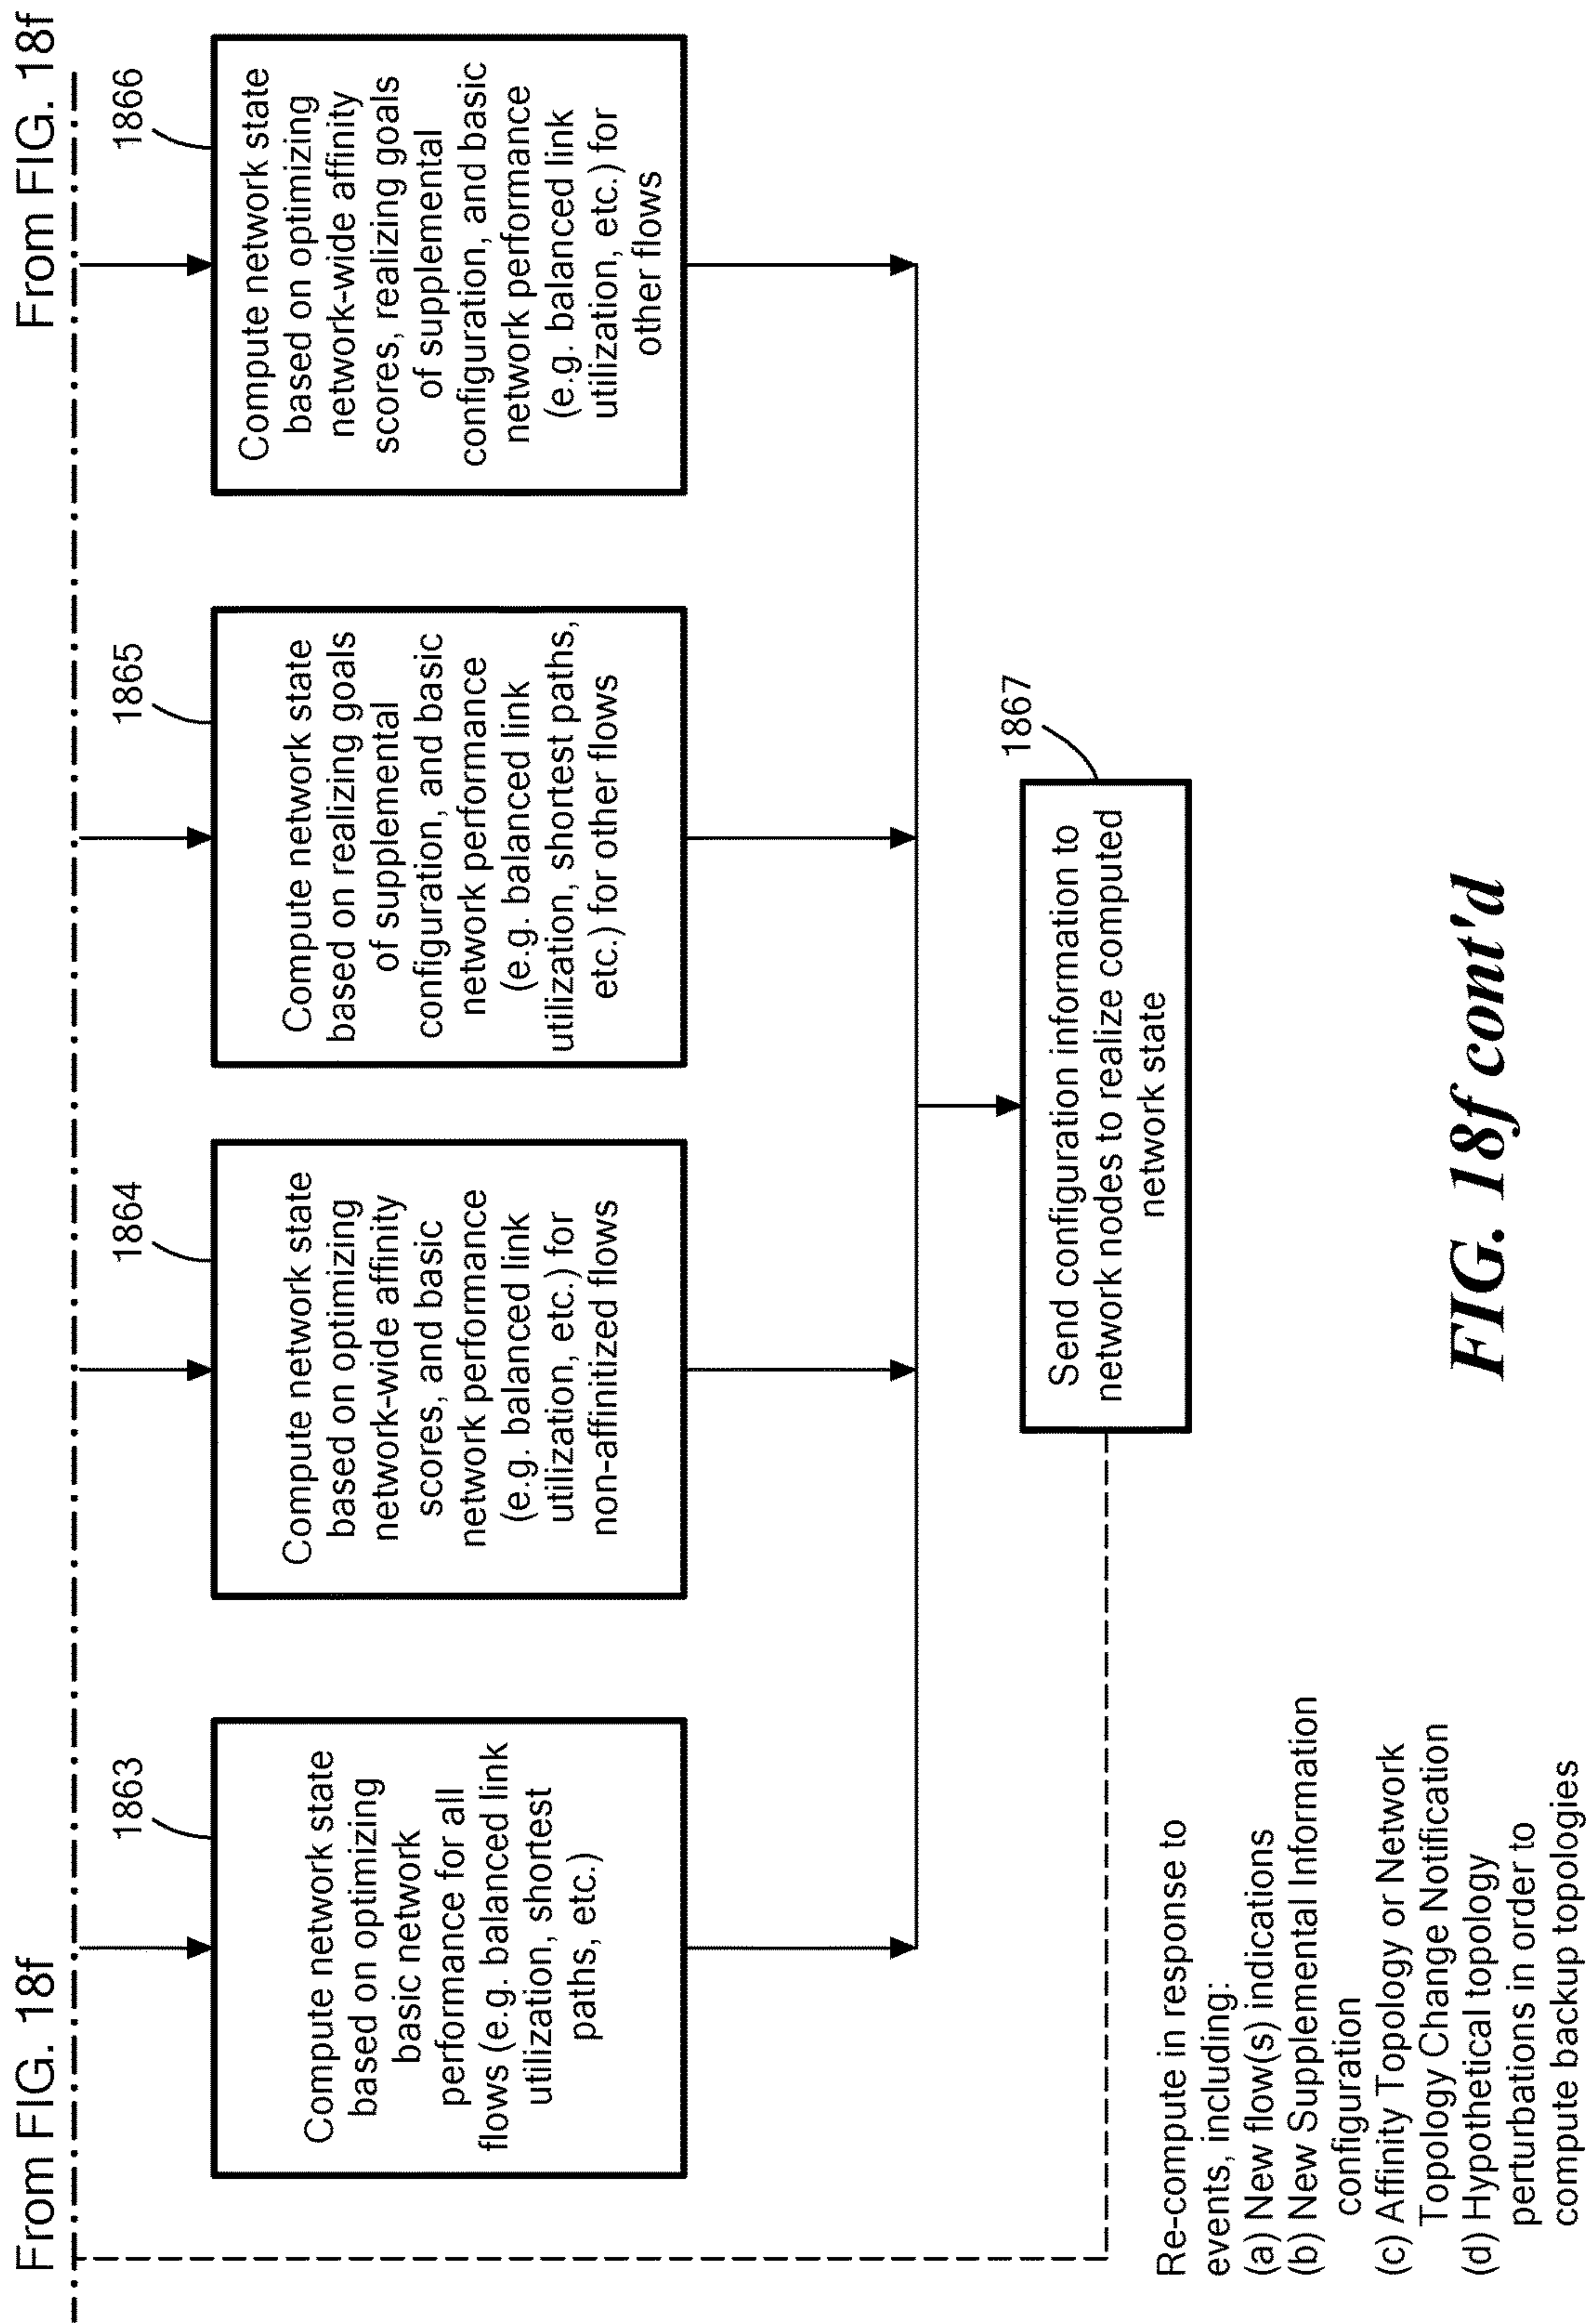 From FIG. 18f
From FIG. 18f
1863
Compute network state
based on optimizing
basic network
performance for all
flows (e.g. balanced link
utilization, shortest
paths, etc.)
1864
Compute network state
based on optimizing
network-wide affinity
scores, and basic
network performance
(e.g. balanced link
utilization, etc.) for
non-affinitized flows
1865
Compute network state
based on realizing goals
of supplemental
configuration, and basic
network performance
(e.g. balanced link
utilization, shortest paths,
etc.) for other flows
1866
Compute network state
based on optimizing
network-wide affinity
scores, realizing goals
of supplemental
configuration, and basic
network performance
(e.g. balanced link
utilization, etc.) for
other flows
1867
Send configuration information to
network nodes to realize computed
network state
Re-compute in response to
events, including:
(a) New flow(s) indications
(b) New Supplemental Information
configuration
(c) Affinity Topology or Network
Topology Change Notification
(d) Hypothetical topology
perturbations in order to
compute backup topologies
FIG. 18f cont'd